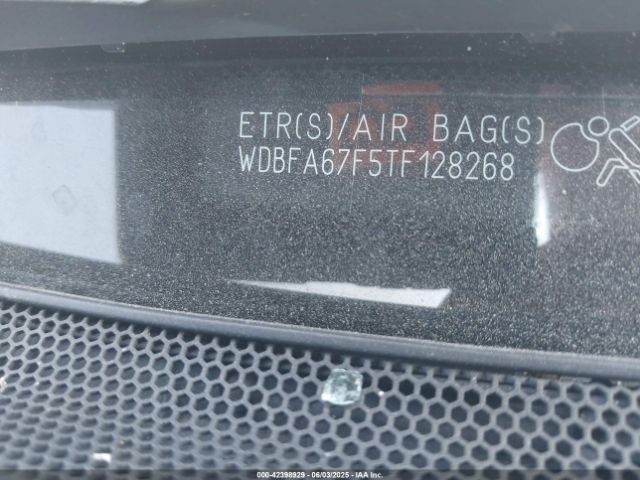 ETR(S)/AIR BAG(S)
WDBFA67F5TF128268
000-42398929 - 06/03/2025 - IAA Inc.